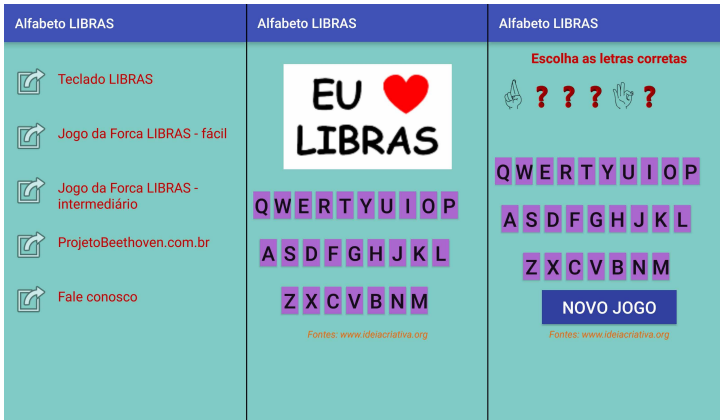 Alfabeto LIBRAS
Teclado LIBRAS
Jogo da Forca LIBRAS - fácil
Jogo da Forca LIBRAS -
intermediário
ProjetoBeethoven.com.br
Fale conosco
Alfabeto LIBRAS
EU
LIBRAS
Q W E R T Y U I O P
A S D F G H J K L
Z X C V B N M
Fontes: www.ideiacriativa.org
Alfabeto LIBRAS
Escolha as letras corretas
? ? ? ?
Q W E R T Y U I O P
A S D F G H J K L
Z X C V B N M
NOVO JOGO
Fontes: www.ideiacriativa.org